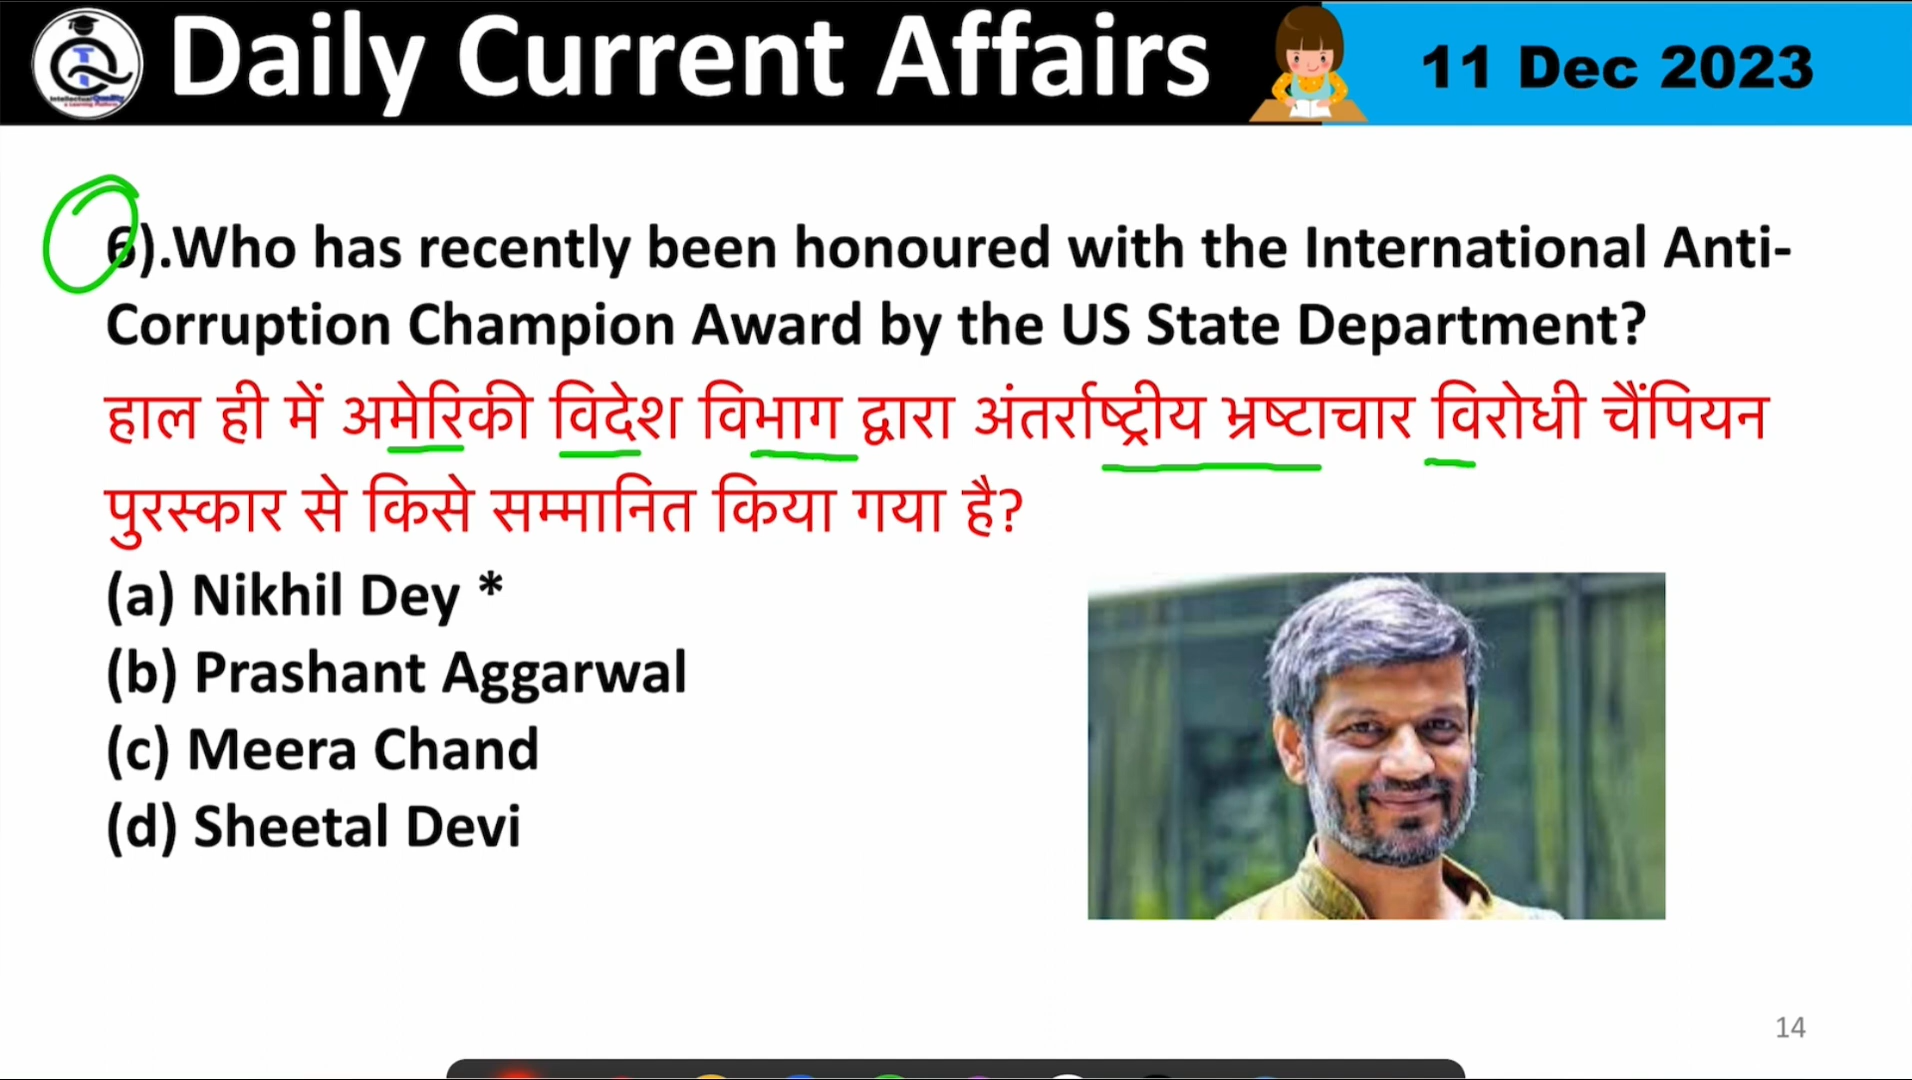 Daily Current Affairs
11 Dec 2023
6).Who has recently been honoured with the International Anti-
Corruption Champion Award by the US State Department?
हाल ही में अमेरिकी विदेश विभाग द्वारा अंतर्राष्ट्रीय भ्रष्टाचार विरोधी चैंपियन
पुरस्कार से किसे सम्मानित किया गया है?
(a) Nikhil Dey *
(b) Prashant Aggarwal
(c) Meera Chand
(d) Sheetal Devi
14